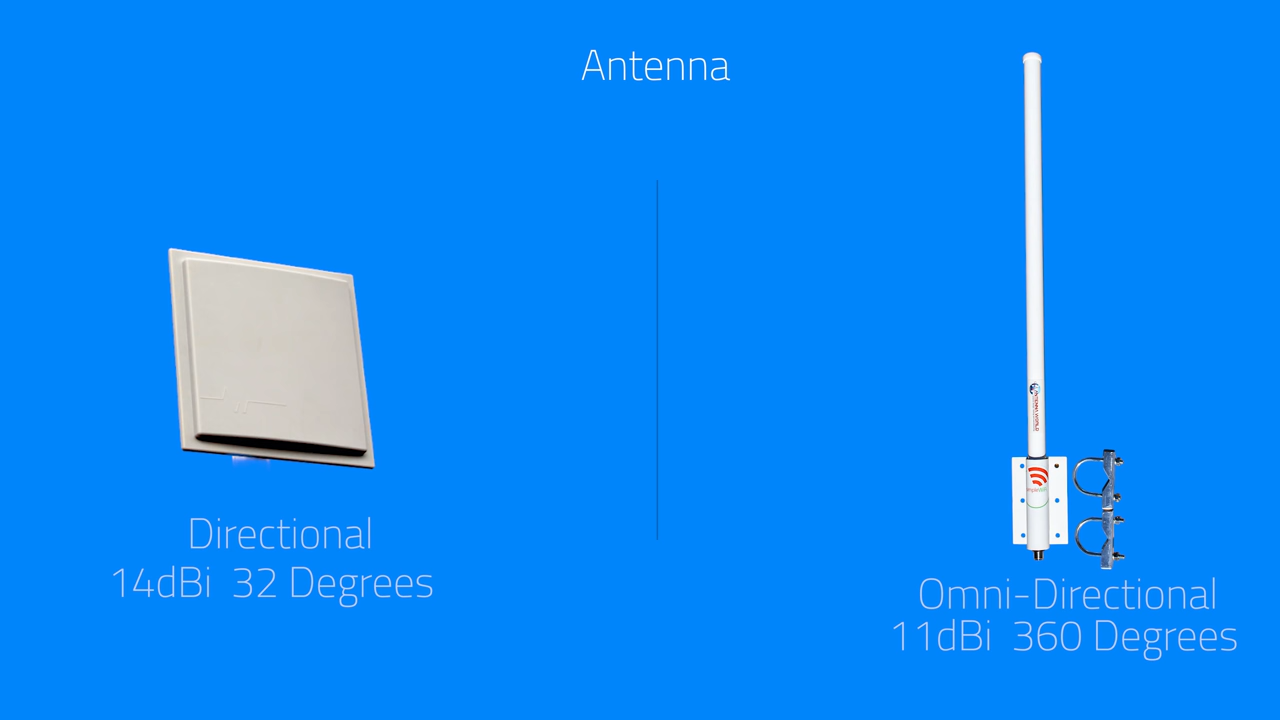 Antenna
Directional
14dBi 32 Degrees
Omni-Directional
11dBi 360 Degrees